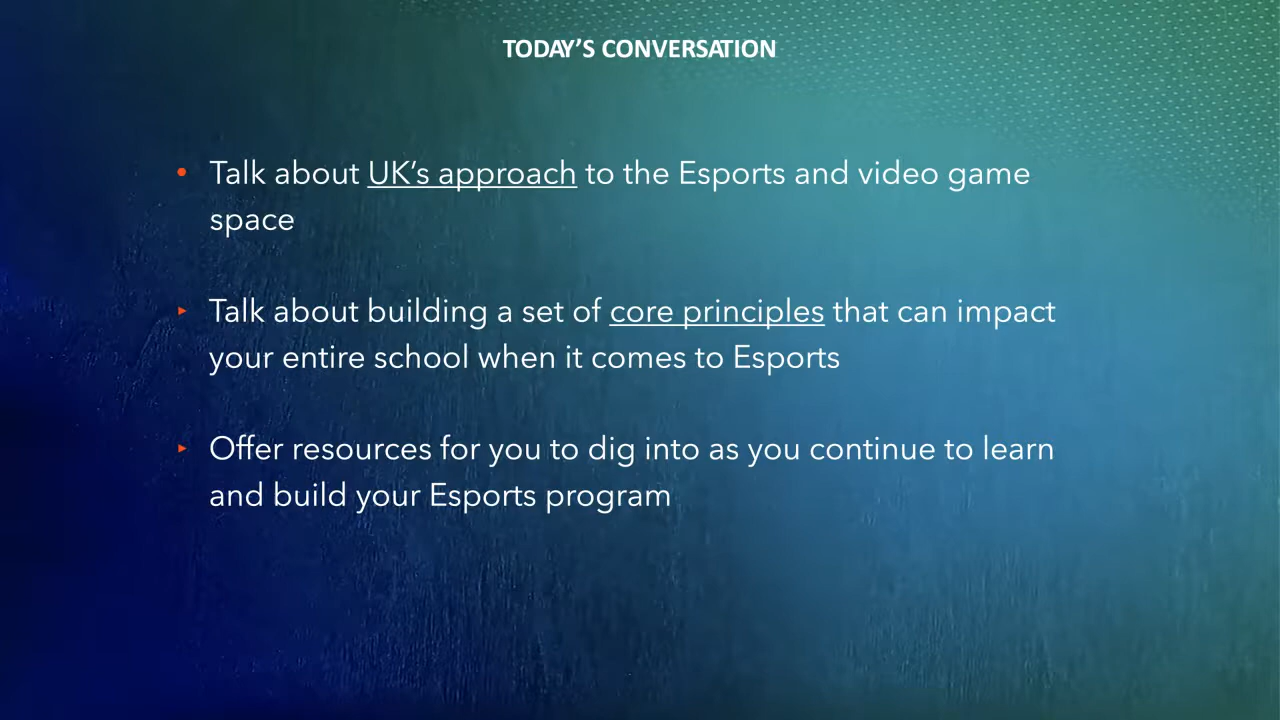 TODAY’S CONVERSATION
• Talk about UK’s approach to the Esports and video game
space
▸ Talk about building a set of core principles that can impact
your entire school when it comes to Esports
▸ Offer resources for you to dig into as you continue to learn
and build your Esports program